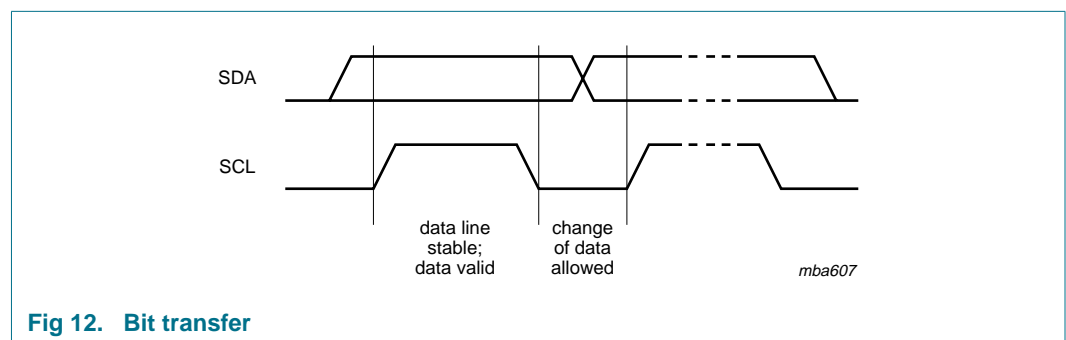 SDA
SCL
data line
stable;
data valid
change
of data
allowed
mba607
Fig 12. Bit transfer